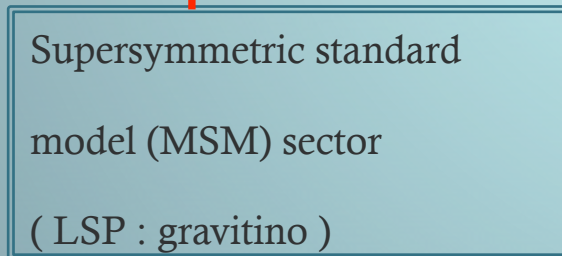 Supersymmetric standard
model (MSM) sector
( LSP : gravitino )